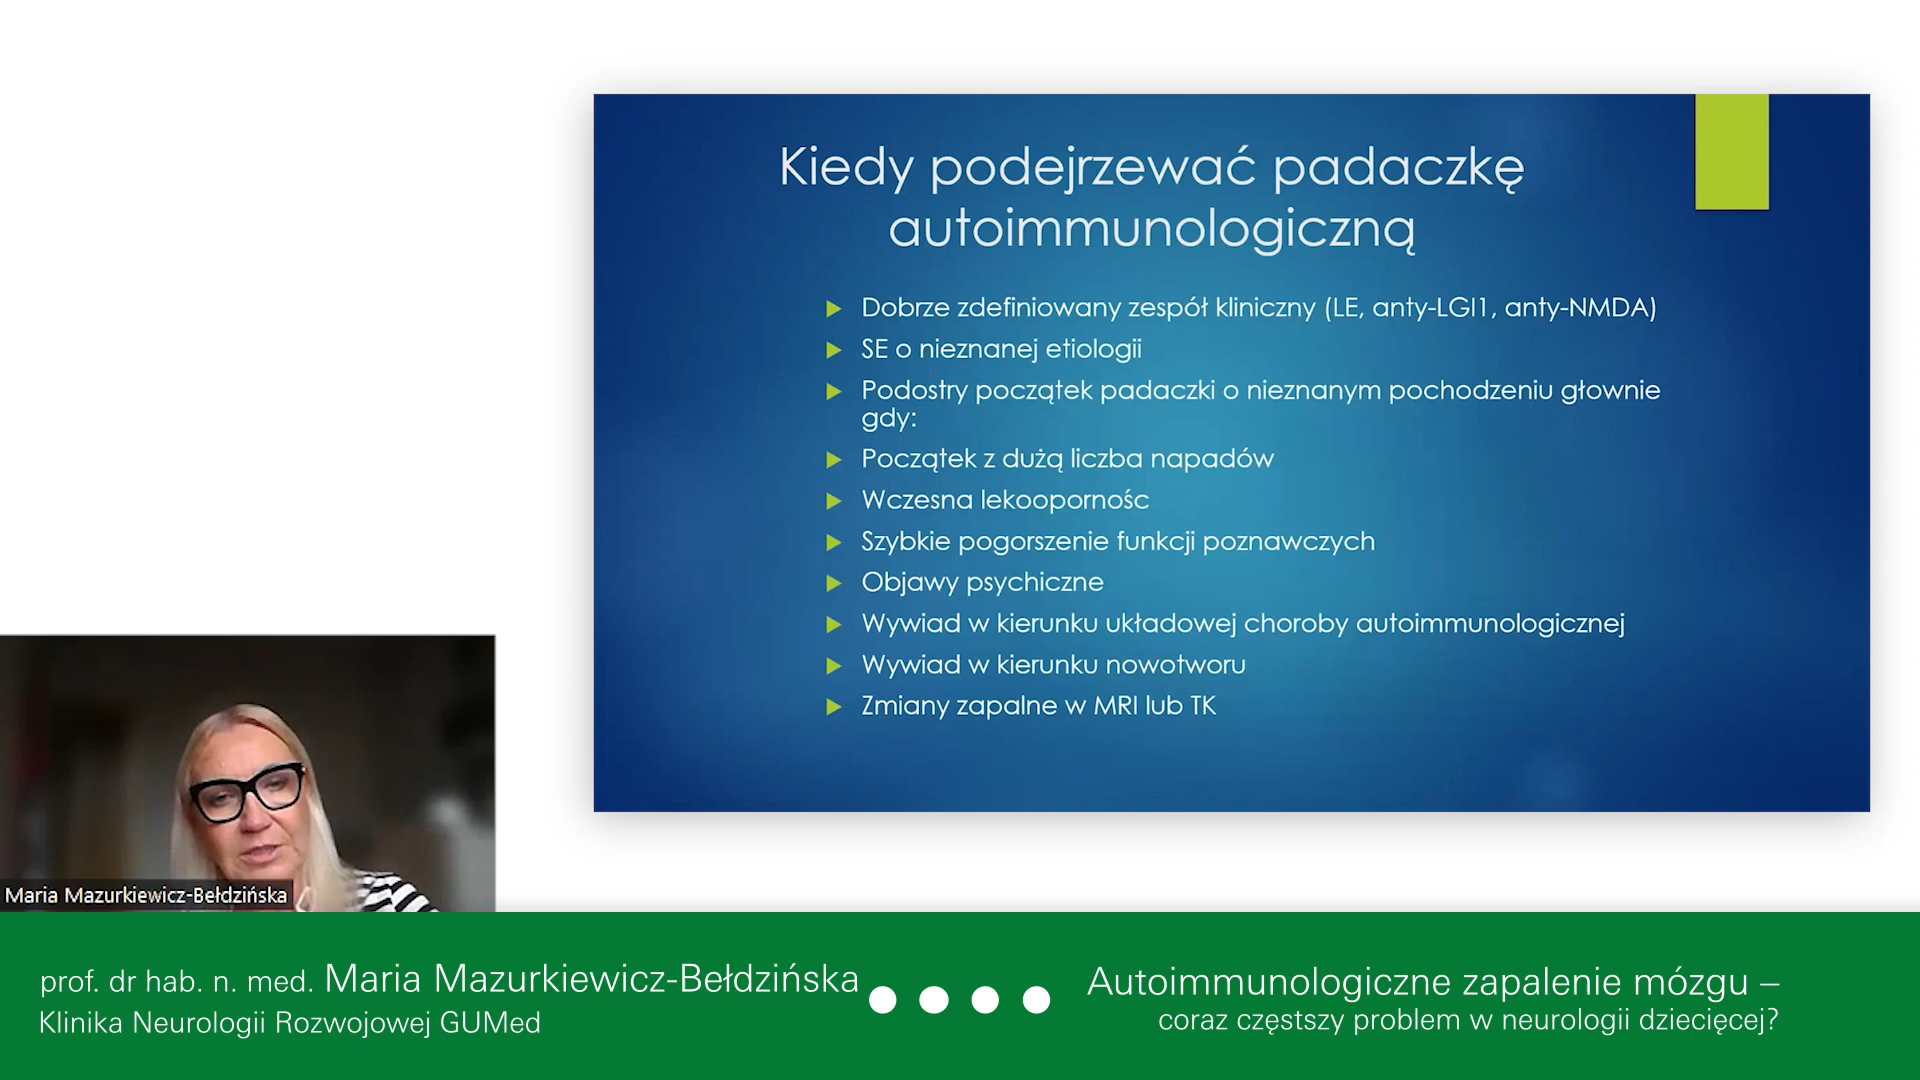 Kiedy podejrzewać padaczkę
autoimmunologiczną
Dobrze zdefiniowany zespół kliniczny (LE, anty-LGI1, anty-NMDA)
SE o nieznanej etiologii
Podostry początek padaczki o nieznanym pochodzeniu głownie
gdy:
Początek z dużą liczba napadów
Wczesna lekoopornośc
Szybkie pogorszenie funkcji poznawczych
Objawy psychiczne
Wywiad w kierunku układowej choroby autoimmunologicznej
Wywiad w kierunku nowotworu
Zmiany zapalne w MRI lub TK
Maria Mazurkiewicz-Bełdzińska
prof. dr hab. n. med. Maria Mazurkiewicz-Bełdzińska
Klinika Neurologii Rozwojowej GUMed
Autoimmunologiczne zapalenie mózgu –
coraz częstszy problem w neurologii dziecięcej?